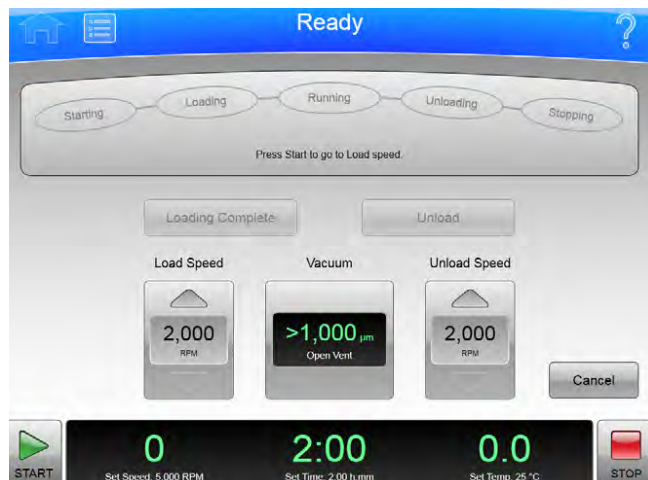 Ready
Starting
Loading
Running
Unloading
Stopping
Press Start to go to Load speed.
Loading Complete
Unload
Load Speed
Vacuum
Unload Speed
2,000
RPM
>1,000 µm
Open Vent
2,000
RPM
Cancel
START
0
Set Speed, 5,000 RPM
2:00
Set Time, 2:00 h:mm
0.0
Set Temp, 25 °C
STOP